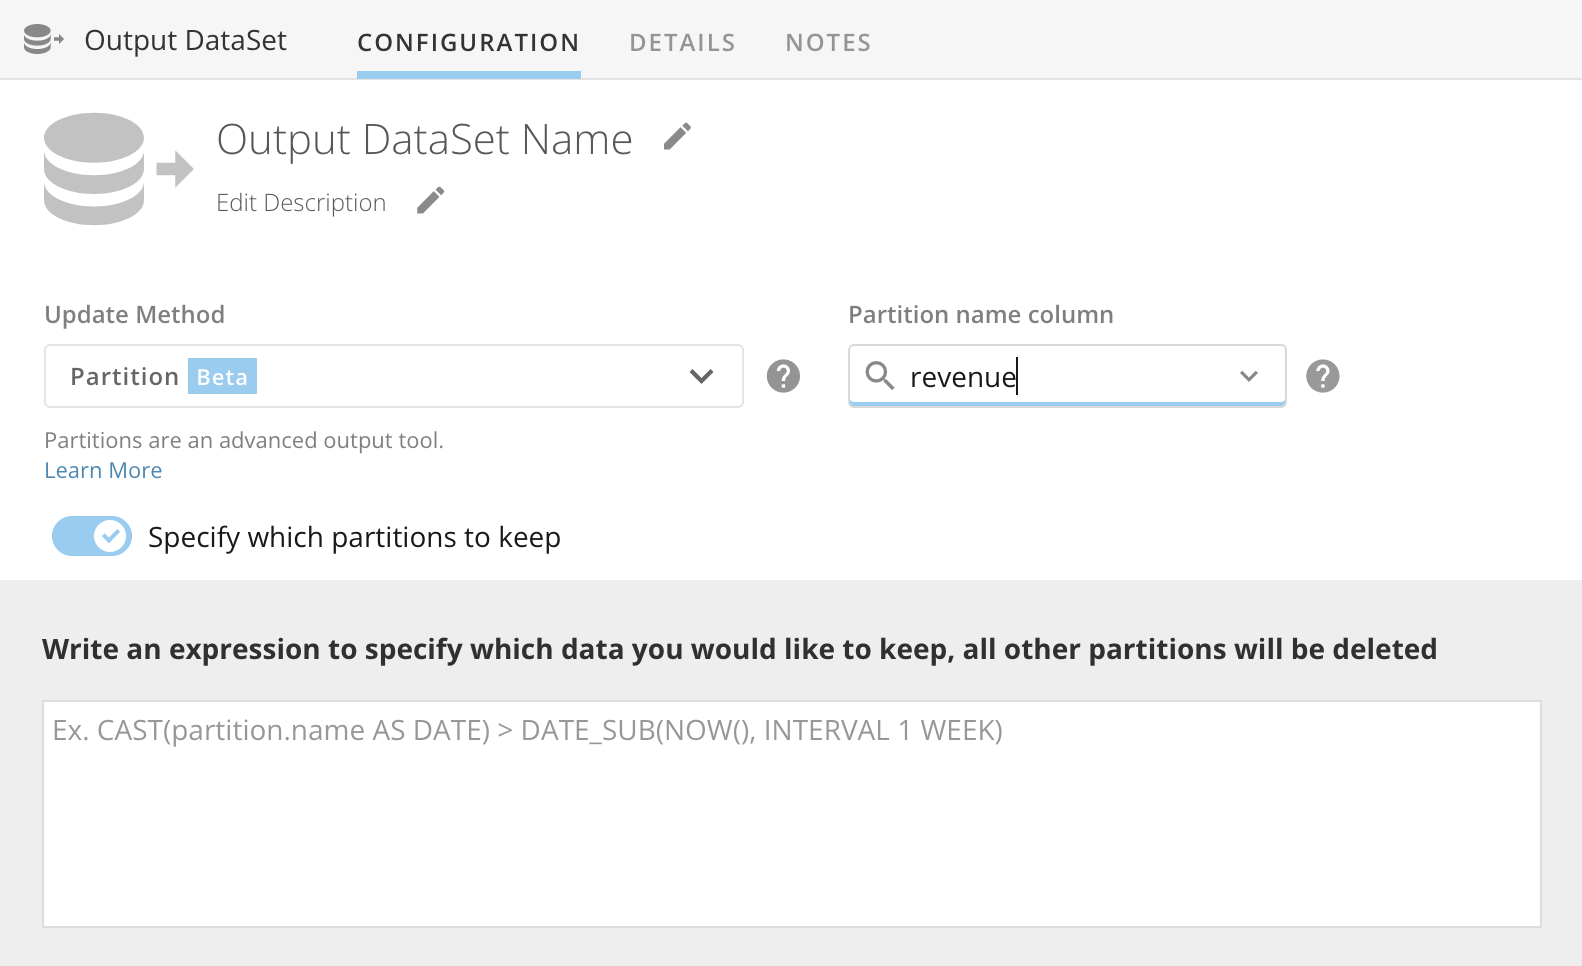 Output DataSet
CONFIGURATION
DETAILS
NOTES
Output DataSet Name
Edit Description
Update Method
Partition name column
Partition Beta
?
revenue
?
Partitions are an advanced output tool.
Learn More
Specify which partitions to keep
Write an expression to specify which data you would like to keep, all other partitions will be deleted
Ex. CAST(partition.name AS DATE) > DATE_SUB(NOW(), INTERVAL 1 WEEK)